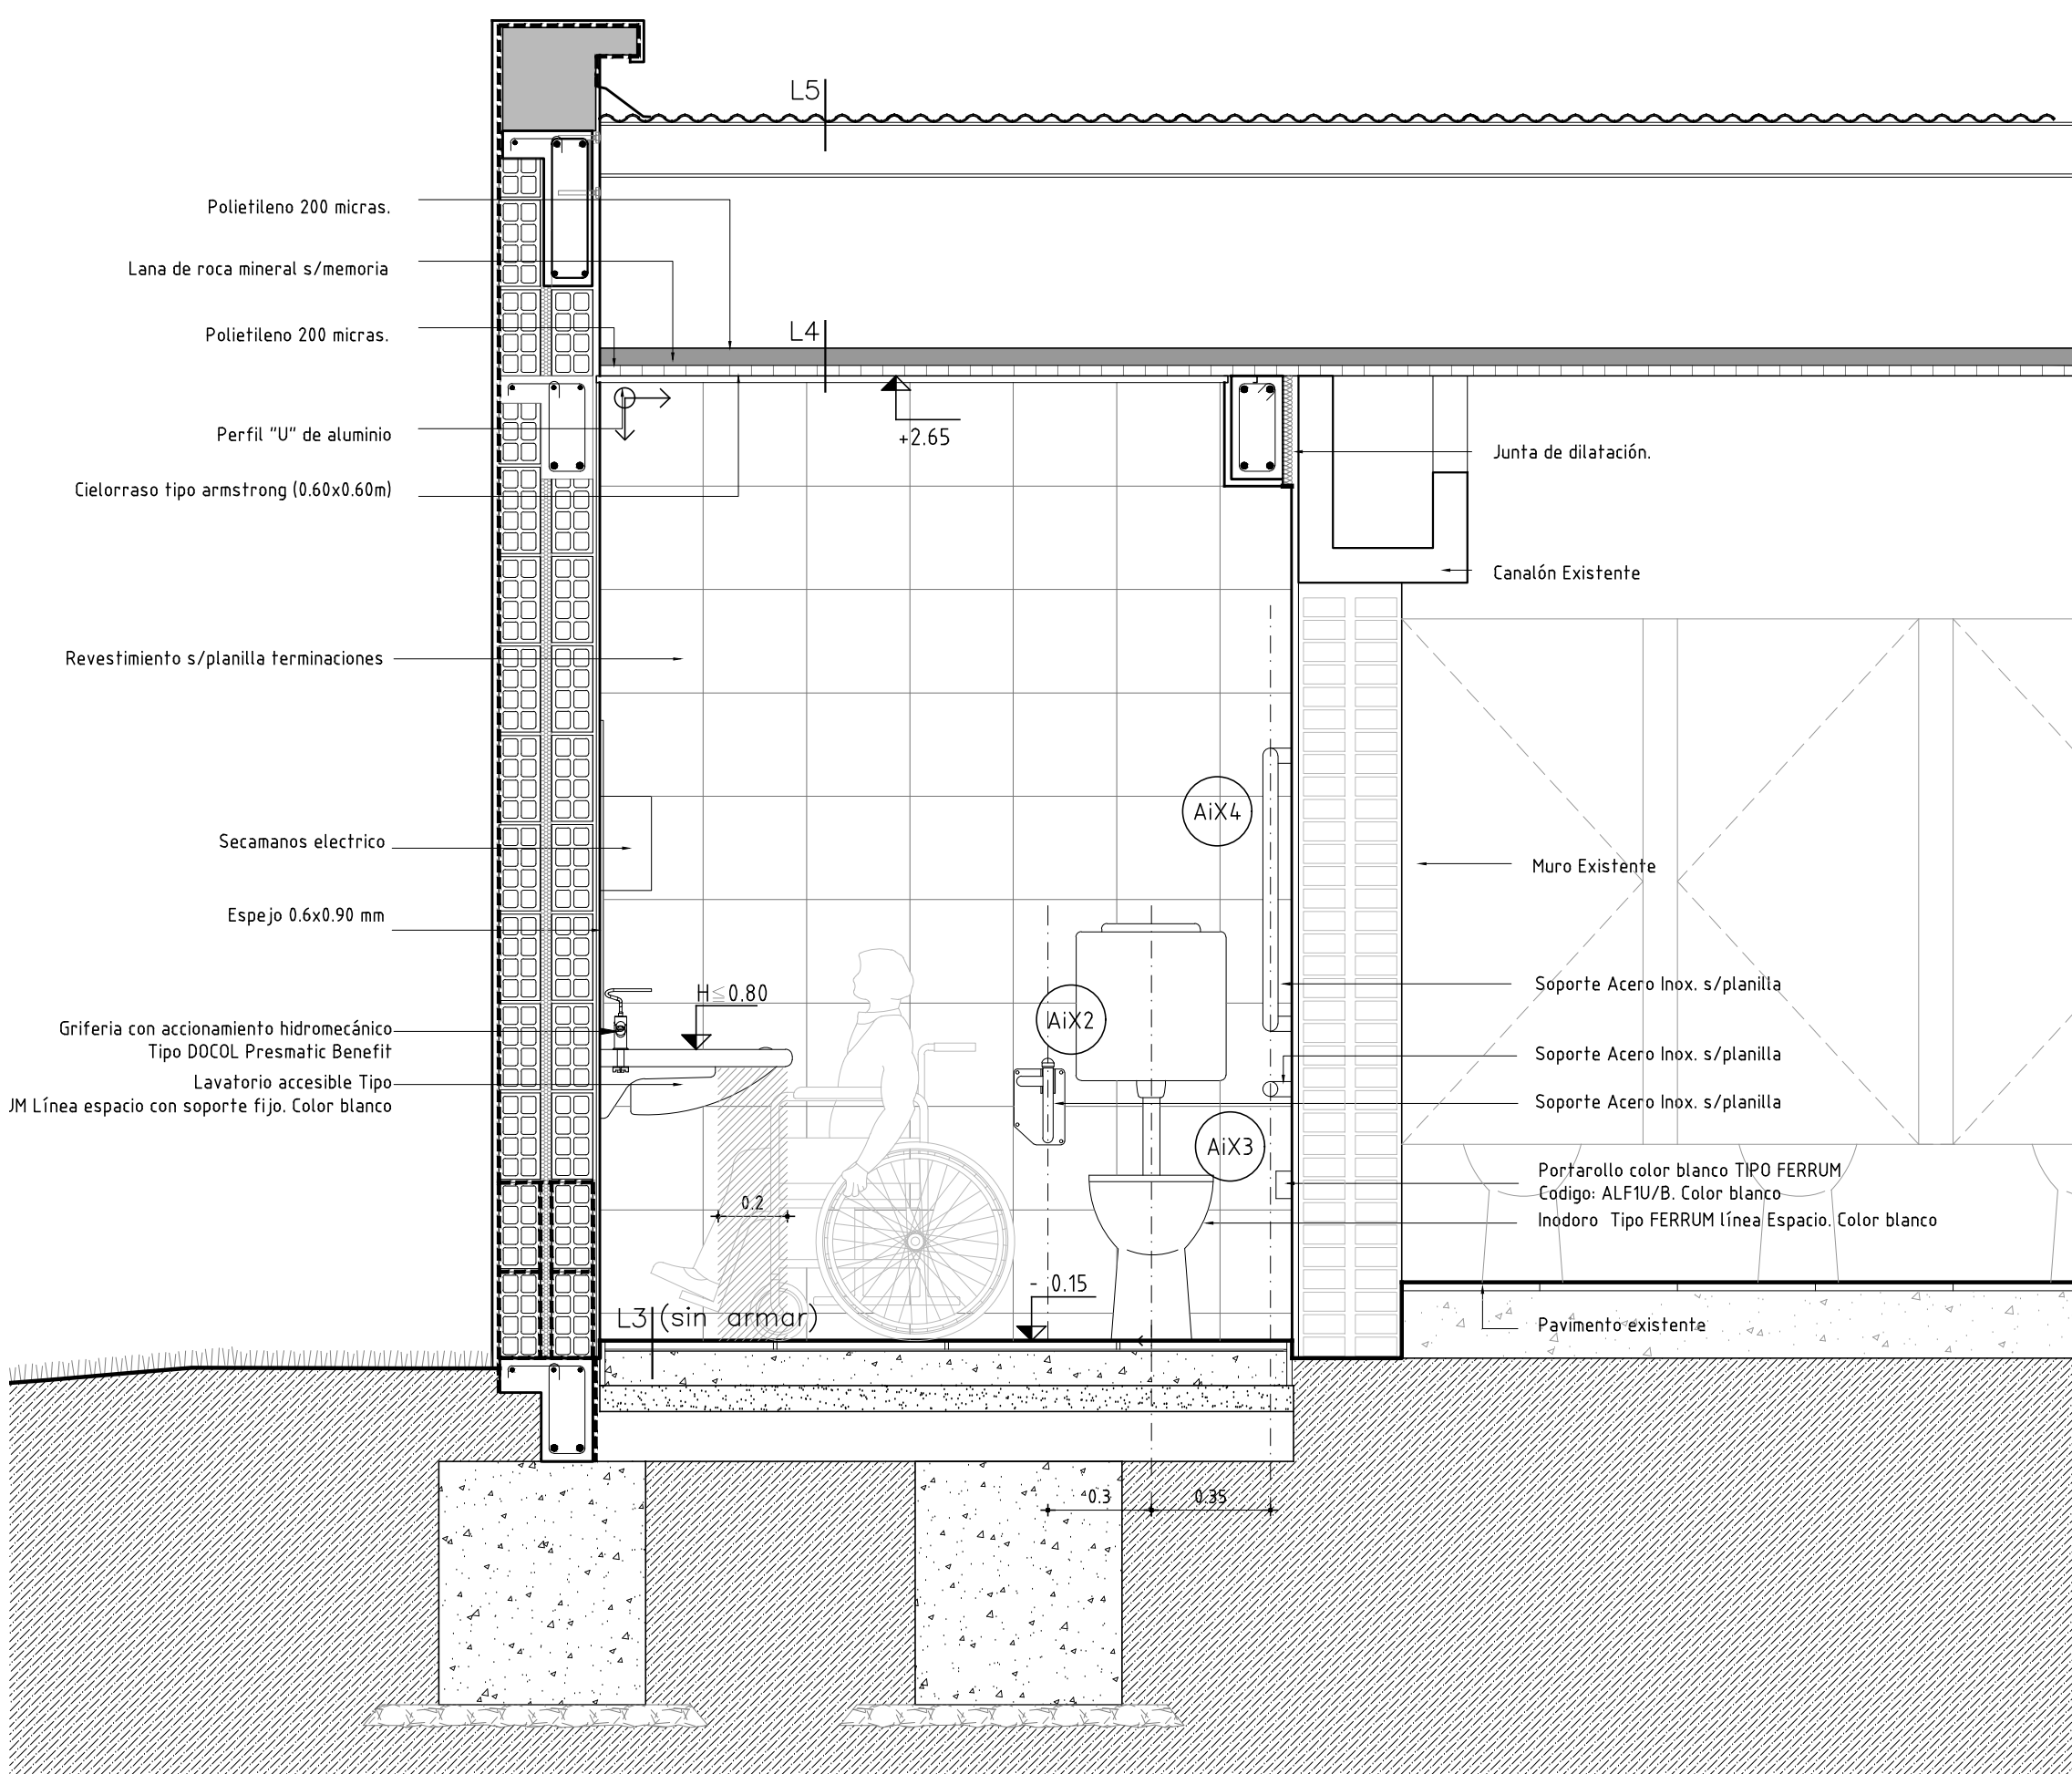 L5
Polietileno 200 micras.
Lana de roca mineral s/memoria
Polietileno 200 micras.
L4
Perfil "U" de aluminio
+2.65
Junta de dilatación.
Cielorraso tipo armstrong (0.60x0.60m)
Canalón Existente
Revestimiento s/planilla terminaciones
AiX4
Secamanos electrico
Muro Existente
Espejo 0.6x0.90 mm
Soporte Acero Inox. s/planilla
H≤0.80
AiX2
Griferia con accionamiento hidromecánico
Tipo DOCOL Presmatic Benefit
Soporte Acero Inox. s/planilla
Lavatorio accesible Tipo
JM Línea espacio con soporte fijo. Color blanco
Soporte Acero Inox. s/planilla
AiX3
Portarollo color blanco TIPO FERRUM
Codigo: ALF1U/B. Color blanco
0.2
Inodoro Tipo FERRUM línea Espacio. Color blanco
- 0.15
L3 (sin armar)
Pavimento existente
0.3
0.35